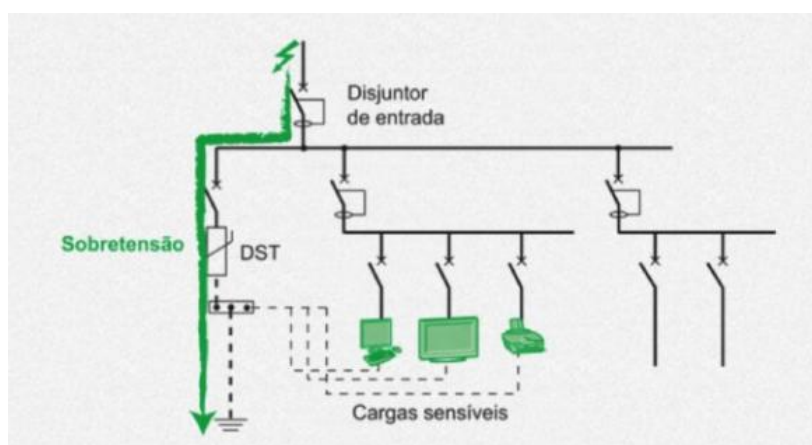 Disjuntor
de entrada
Sobretensão
DST
Cargas sensíveis